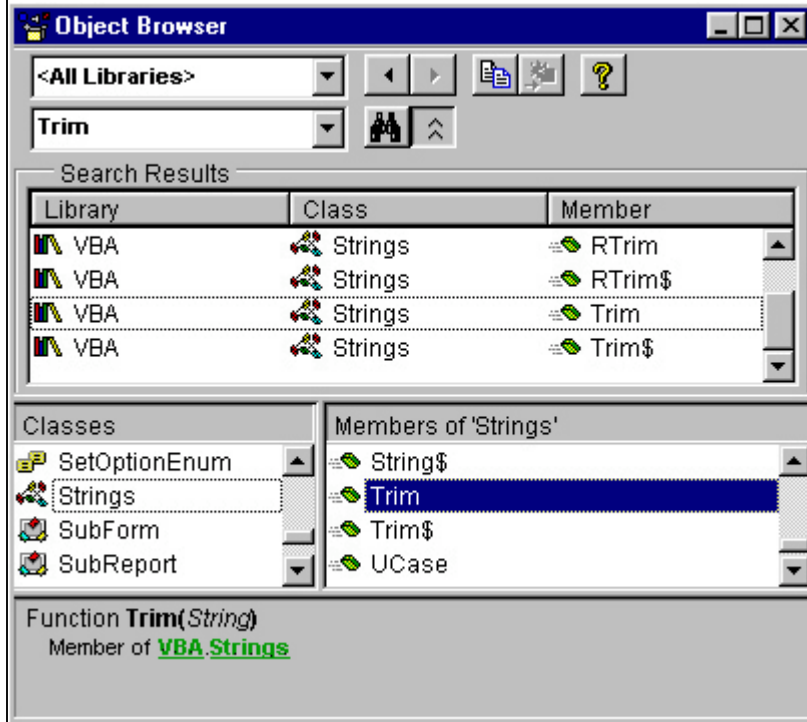 Object Browser
<All Libraries>
Trim
Search Results
Library Class Member
VBA Strings RTrim
VBA Strings RTrim$
VBA Strings Trim
VBA Strings Trim$
Classes
SetOptionEnum
Strings
SubForm
SubReport
Members of 'Strings'
String$
Trim
Trim$
UCase
Function Trim(String)
Member of VBA.Strings